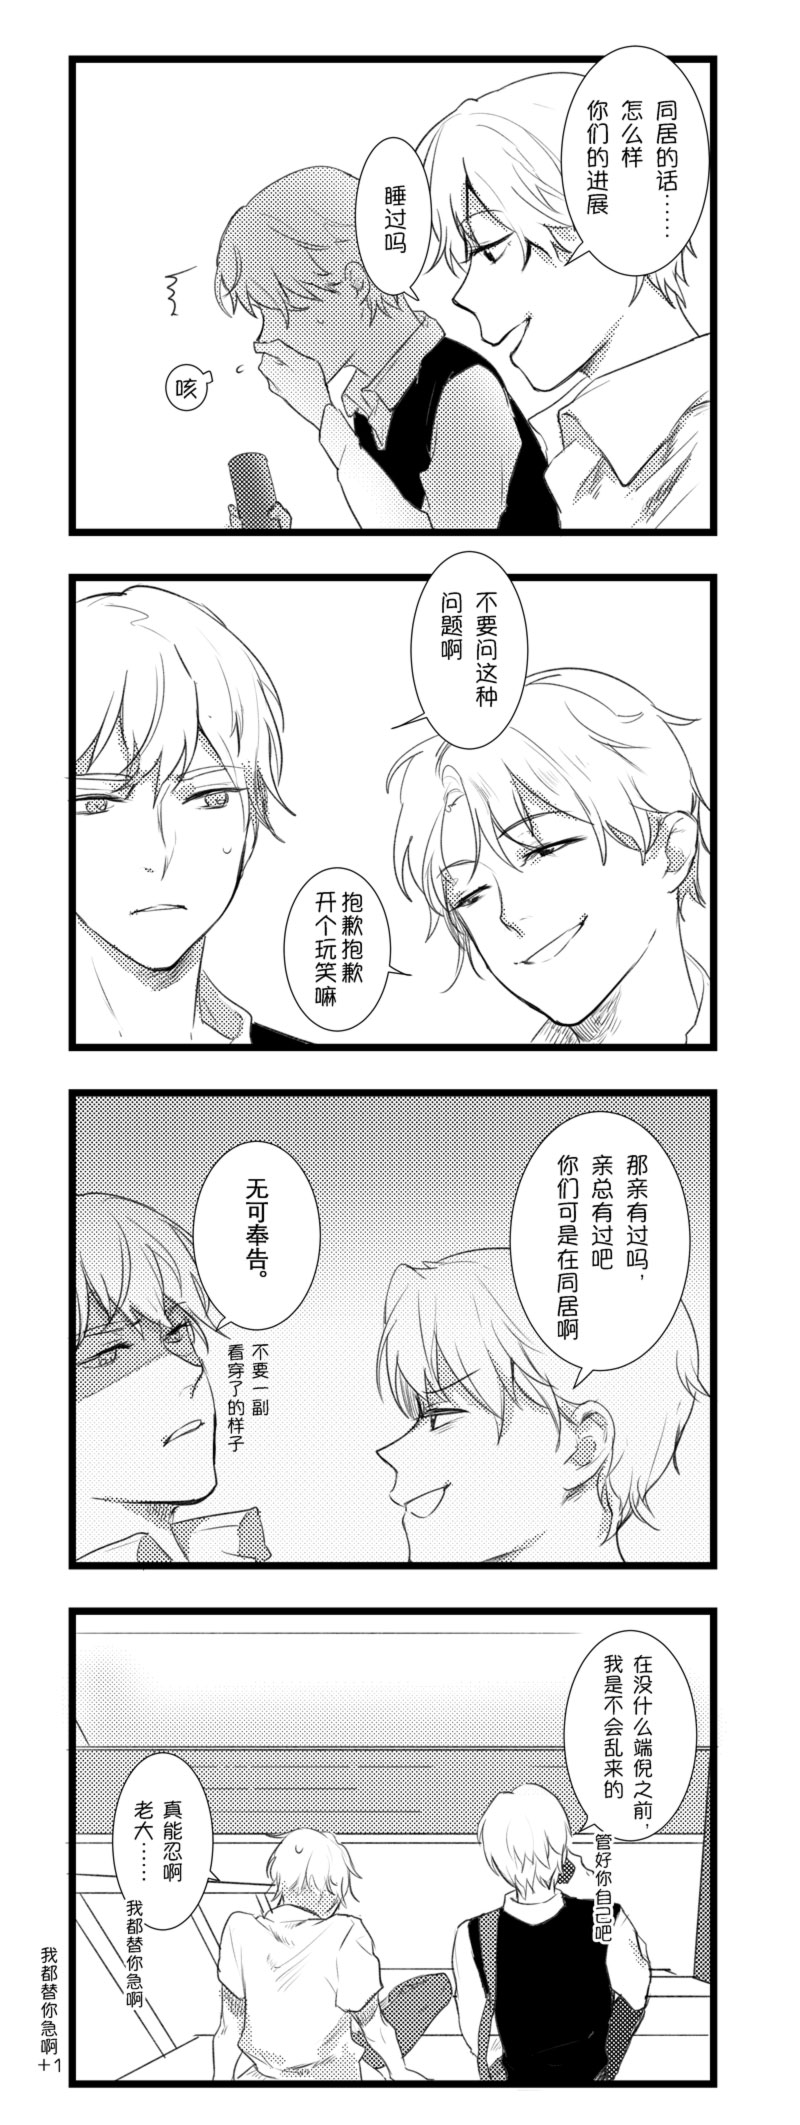 同居的话……
怎么样
你们的进展
睡过吗
咳
不要问这种
问题啊
抱歉抱歉
开个玩笑嘛
那亲有过吗，
亲总有过吧
你们可是在同居啊
无可奉告。
不要一副
看穿了的样子
在没什么端倪之前，
我是不会乱来的
管好你自己吧
真能忍啊
老大……
我都替你急啊
我都替你急啊+1